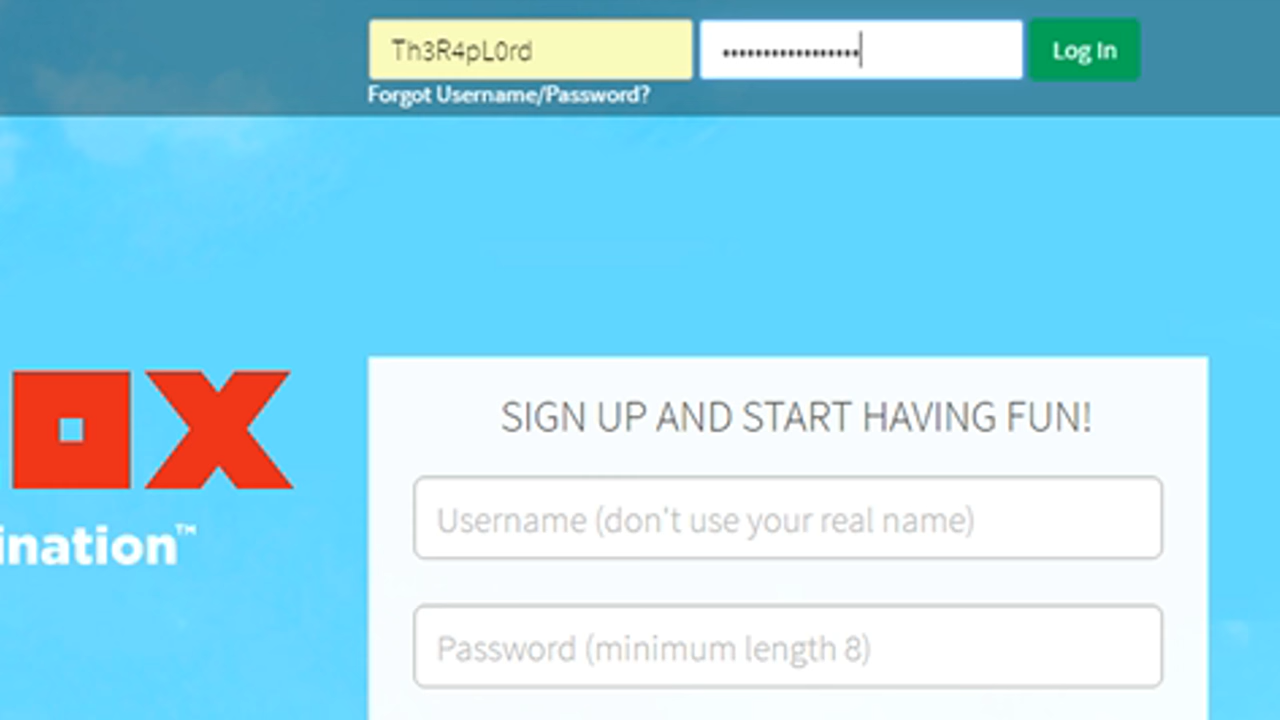 Th3R4pL0rd ••••••••••••••••• Log In
Forgot Username/Password?
OX
ination™
SIGN UP AND START HAVING FUN!
Username (don't use your real name)
Password (minimum length 8)